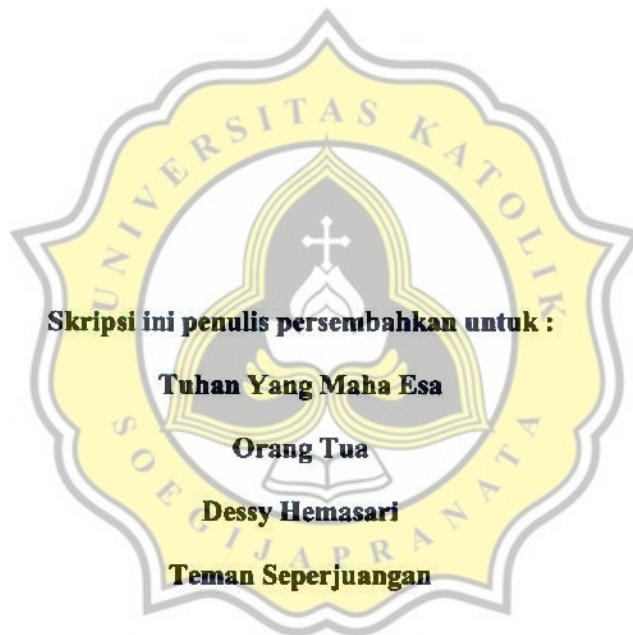 UNIVERSITAS KATOLIK
Skripsi ini penulis persembahkan untuk :
Tuhan Yang Maha Esa
Orang Tua
Dessy Hemasari
Teman Seperjuangan
SOEGIJAPRANATA